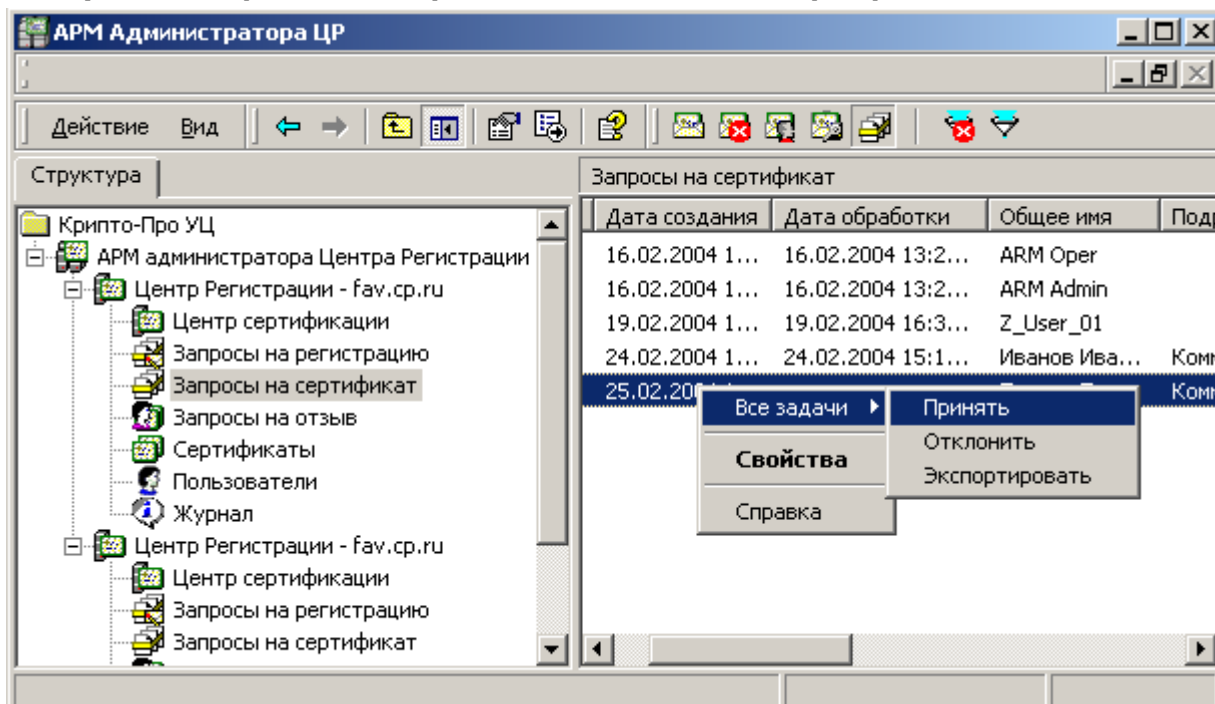 АРМ Администратора ЦР
Действие Вид
Структура
Запросы на сертификат
Крипто-Про УЦ
АРМ администратора Центра Регистрации
Центр Регистрации - fav.cp.ru
Центр сертификации
Запросы на регистрацию
Запросы на сертификат
Запросы на отзыв
Сертификаты
Пользователи
Журнал
Центр Регистрации - fav.cp.ru
Центр сертификации
Запросы на регистрацию
Запросы на сертификат
Дата создания Дата обработки Общее имя
16.02.2004 1... 16.02.2004 13:2... ARM Oper
16.02.2004 1... 16.02.2004 13:2... ARM Admin
19.02.2004 1... 19.02.2004 16:3... Z_User_01
24.02.2004 1... 24.02.2004 15:1... Иванов Ива...
25.02.200
Все задачи
Свойства
Справка
Принять
Отклонить
Экспортировать